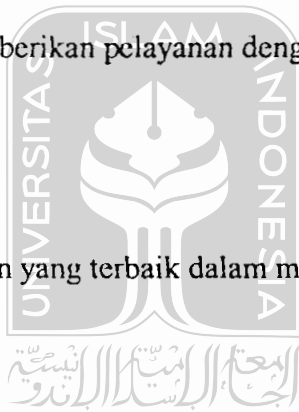 ISLAM
berikan pelayanan deng
UNIVERSITAS
INDONESIA
n yang terbaik dalam m